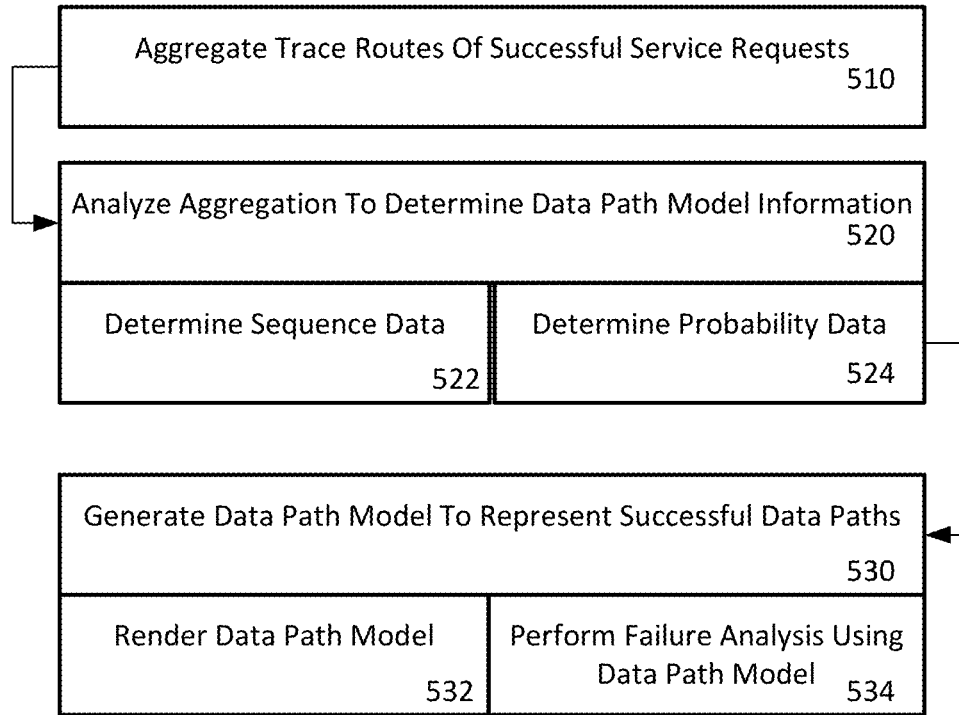 Aggregate Trace Routes Of Successful Service Requests
510
Analyze Aggregation To Determine Data Path Model Information
520
Determine Sequence Data
522
Determine Probability Data
524
Generate Data Path Model To Represent Successful Data Paths
530
Render Data Path Model
532
Perform Failure Analysis Using
Data Path Model
534